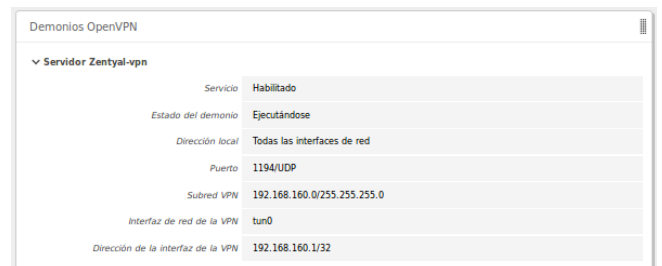 Demonios OpenVPN
Servidor Zentyal-vpn
Servicio Habilitado
Estado del demonio Ejecutándose
Dirección local Todas las interfaces de red
Puerto 1194/UDP
Subred VPN 192.168.160.0/255.255.255.0
Interfaz de red de la VPN tun0
Dirección de la interfaz de la VPN 192.168.160.1/32